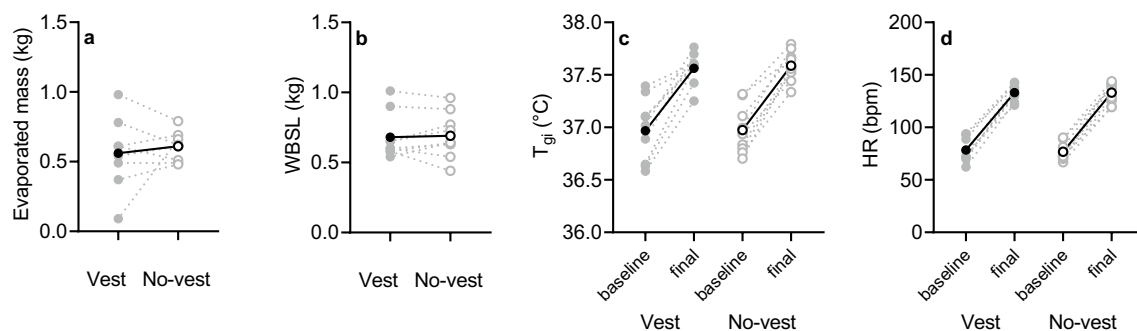 a
Evaporated mass (kg)
1.5
1.0
0.5
0.0
Vest No-vest
b
WBSL (kg)
1.5
1.0
0.5
0.0
Vest No-vest
c
T_gi (°C)
38.0
37.5
37.0
36.5
36.0
baseline final baseline final
Vest No-vest
d
HR (bpm)
200
150
100
50
0
baseline final baseline final
Vest No-vest